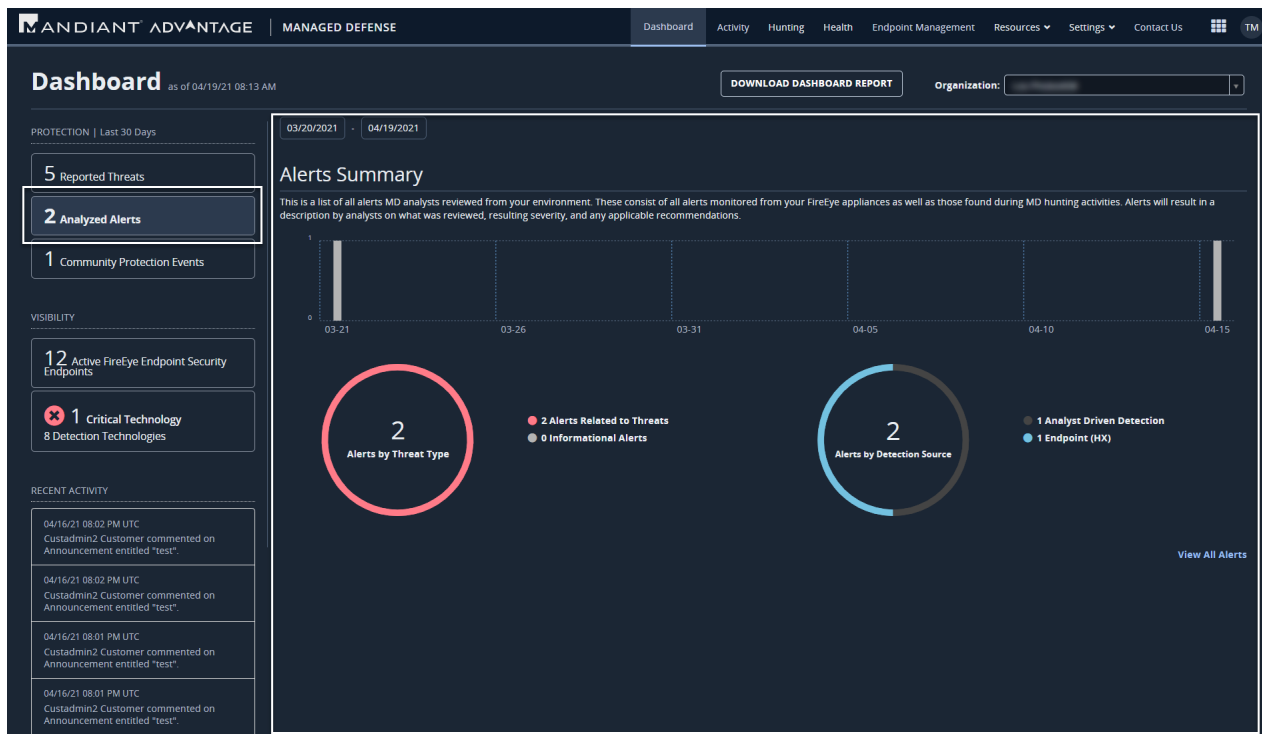 MANDIANT ADVANTAGE | MANAGED DEFENSE
Dashboard Activity Hunting Health Endpoint Management Resources Settings Contact Us TM
Dashboard as of 04/19/21 08:13 AM
DOWNLOAD DASHBOARD REPORT
Organization:
PROTECTION | Last 30 Days
5 Reported Threats
2 Analyzed Alerts
1 Community Protection Events
VISIBILITY
12 Active FireEye Endpoint Security
Endpoints
1 Critical Technology
8 Detection Technologies
RECENT ACTIVITY
04/16/21 08:02 PM UTC
Custadmin2 Customer commented on
Announcement entitled "test".
04/16/21 08:02 PM UTC
Custadmin2 Customer commented on
Announcement entitled "test".
04/16/21 08:01 PM UTC
Custadmin2 Customer commented on
Announcement entitled "test".
04/16/21 08:01 PM UTC
Custadmin2 Customer commented on
Announcement entitled "test".
03/20/2021 - 04/19/2021
Alerts Summary
This is a list of all alerts MD analysts reviewed from your environment. These consist of all alerts monitored from your FireEye appliances as well as those found during MD hunting activities. Alerts will result in a
description by analysts on what was reviewed, resulting severity, and any applicable recommendations.
1
0
03-21 03-26 03-31 04-05 04-10 04-15
2
Alerts by Threat Type
2 Alerts Related to Threats
0 Informational Alerts
2
Alerts by Detection Source
1 Analyst Driven Detection
1 Endpoint (HX)
View All Alerts